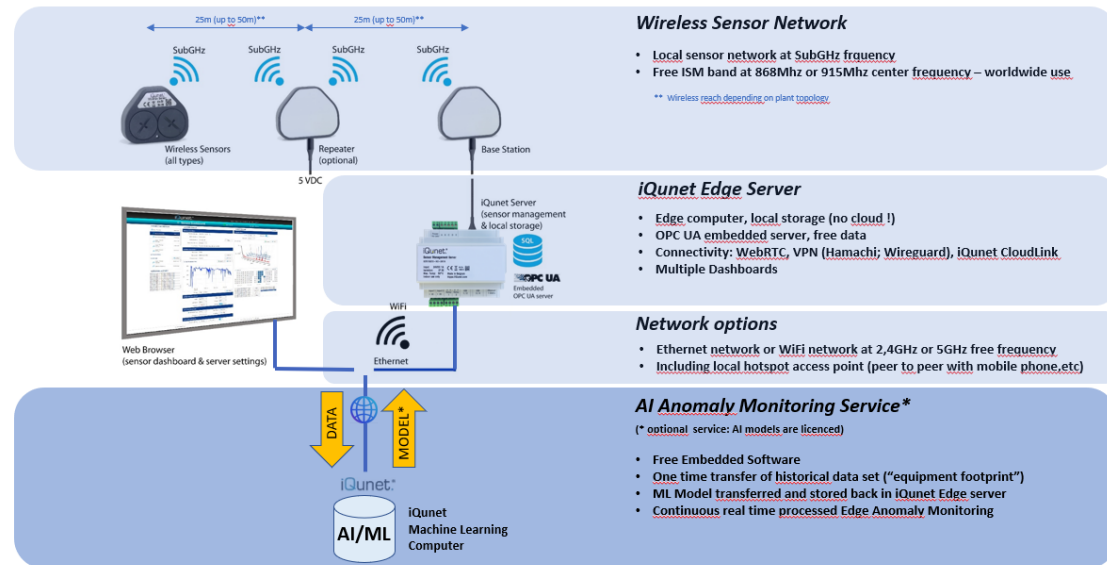 25m (up to 50m)**
25m (up to 50m)**
SubGHz
SubGHz
SubGHz
SubGHz
Wireless Sensors
(all types)
Repeater
(optional)
Base Station
5 VDC
Wireless Sensor Network
• Local sensor network at SubGHz frquency
• Free ISM band at 868Mhz or 915Mhz center frequency – worldwide use
** Wireless reach depending on plant topology
iQunet Server
(sensor management
& local storage)
iQunet
SQL
OPC UA
Embedded
OPC UA server
iQunet Edge Server
• Edge computer, local storage (no cloud !)
• OPC UA embedded server, free data
• Connectivity: WebRTC, VPN (Hamachi; Wireguard), iQunet CloudLink
• Multiple Dashboards
Web Browser
(sensor dashboard & server settings)
WiFi
Ethernet
Network options
• Ethernet network or WiFi network at 2,4GHz or 5GHz free frequency
• Including local hotspot access point (peer to peer with mobile phone,etc)
DATA
MODEL*
iQunet
AI/ML
iQunet
Machine Learning
Computer
AI Anomaly Monitoring Service*
(* optional service: AI models are licenced)
• Free Embedded Software
• One time transfer of historical data set (“equipment footprint”)
• ML Model transferred and stored back in iQunet Edge server
• Continuous real time processed Edge Anomaly Monitoring